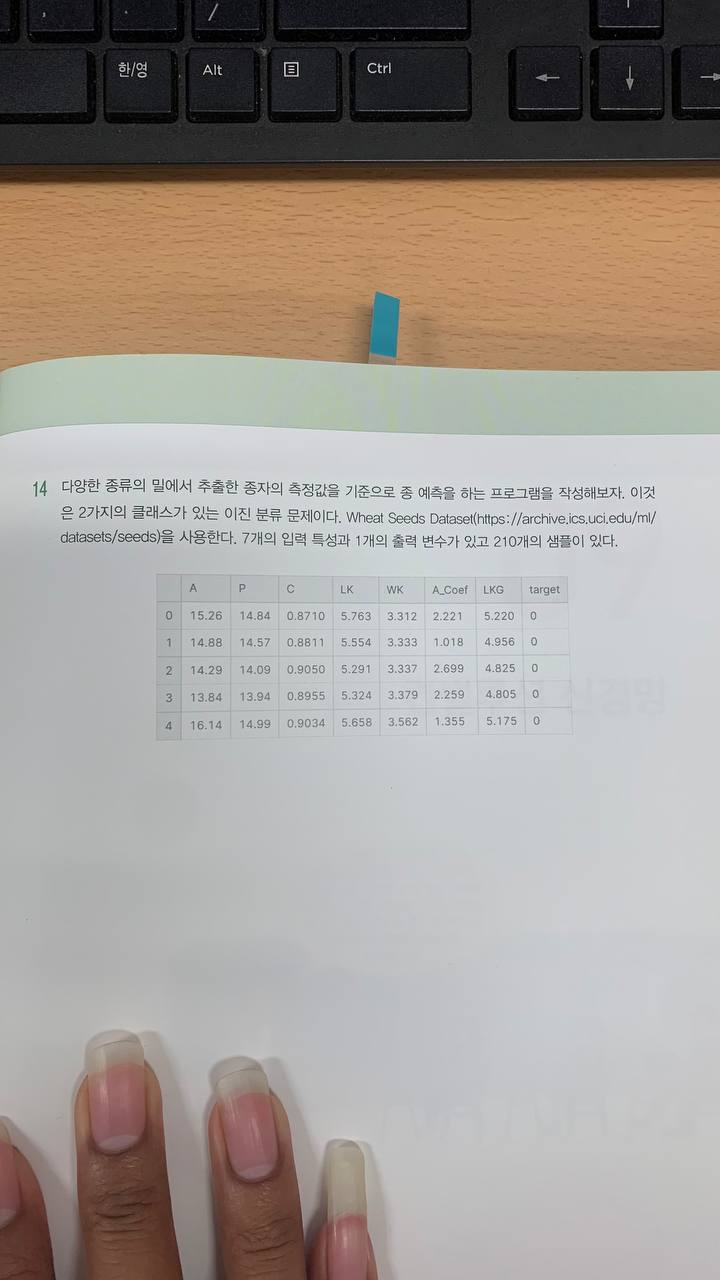 /
한/영 Alt Ctrl
14 다양한 종류의 밀에서 추출한 종자의 측정값을 기준으로 종 예측을 하는 프로그램을 작성해보자. 이것
은 2가지의 클래스가 있는 이진 분류 문제이다. Wheat Seeds Dataset(https://archive.ics.uci.edu/ml/
datasets/seeds)을 사용한다. 7개의 입력 특성과 1개의 출력 변수가 있고 210개의 샘플이 있다.
A P C LK WK A_Coef LKG target
0 15.26 14.84 0.8710 5.763 3.312 2.221 5.220 0
1 14.88 14.57 0.8811 5.554 3.333 1.018 4.956 0
2 14.29 14.09 0.9050 5.291 3.337 2.699 4.825 0
3 13.84 13.94 0.8955 5.324 3.379 2.259 4.805 0
4 16.14 14.99 0.9034 5.658 3.562 1.355 5.175 0